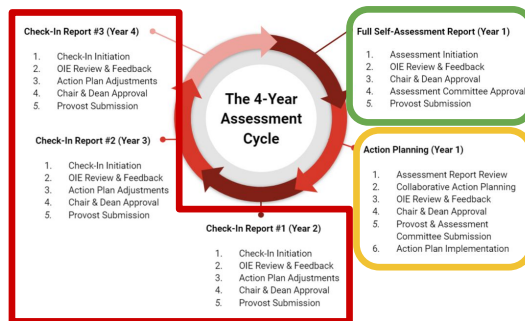 Check-In Report #3 (Year 4)
1. Check-In Initiation
2. OIE Review & Feedback
3. Action Plan Adjustments
4. Chair & Dean Approval
5. Provost Submission
Full Self-Assessment Report (Year 1)
1. Assessment Initiation
2. OIE Review & Feedback
3. Chair & Dean Approval
4. Assessment Committee Approval
5. Provost Submission
The 4-Year
Assessment
Cycle
Check-In Report #2 (Year 3)
1. Check-In Initiation
2. OIE Review & Feedback
3. Action Plan Adjustments
4. Chair & Dean Approval
5. Provost Submission
Action Planning (Year 1)
1. Assessment Report Review
2. Collaborative Action Planning
3. OIE Review & Feedback
4. Chair & Dean Approval
5. Provost & Assessment
Committee Submission
6. Action Plan Implementation
Check-In Report #1 (Year 2)
1. Check-In Initiation
2. OIE Review & Feedback
3. Action Plan Adjustments
4. Chair & Dean Approval
5. Provost Submission